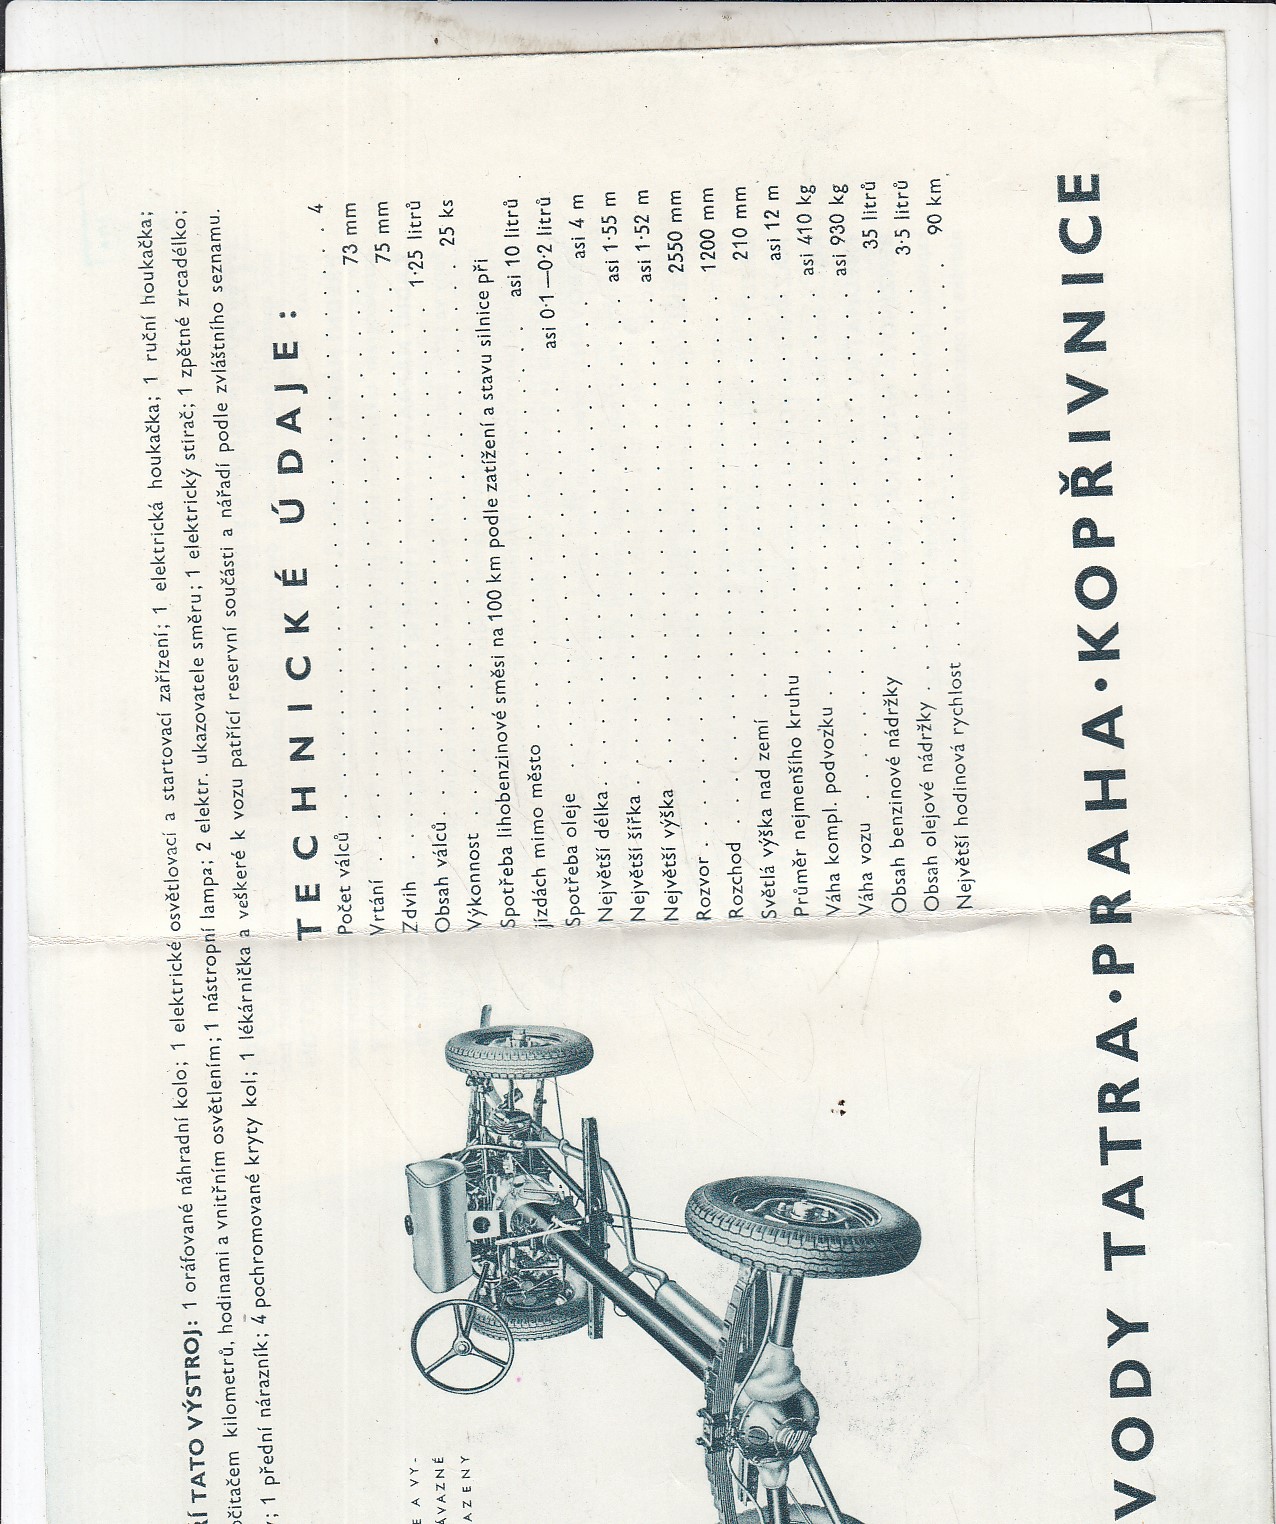 ŘÍ TATO VÝSTROJ: 1 oráfované náhradní kolo; 1 elektrické osvětlovací a startovací zařízení; 1 elektrická houkačka; 1 ruční houkačka;
očítačem kilometrů, hodinami a vnitřním osvětlením; 1 nástropní lampa; 2 elektr. ukazovatele směru; 1 elektrický stirač; 1 zpětné zrcadélko;
y; 1 přední nárazník; 4 pochromované kryty kol; 1 lékárnička a veškeré k vozu patřící reservní součásti a nářadí podle zvláštního seznamu.
E A VY-
ÁVAZNÉ
AZENY
TECHNICKÉ ÚDAJE:
Počet válců . . . . . . . . . . 4
Vrtání . . . . . . . . . . 73 mm
Zdvih . . . . . . . . . . 75 mm
Obsah válců . . . . . . . . . . 1·25 litrů
Výkonnost . . . . . . . . . . 25 ks
Spotřeba lihobenzinové směsi na 100 km podle zatížení a stavu silnice při
jízdách mimo město . . . . . . . . . . asi 10 litrů
Spotřeba oleje . . . . . . . . . . asi 0·1—0·2 litrů
Největší délka . . . . . . . . . . asi 4 m
Největší šířka . . . . . . . . . . asi 1·55 m
Největší výška . . . . . . . . . . asi 1·52 m
Rozvor . . . . . . . . . . 2550 mm
Rozchod . . . . . . . . . . 1200 mm
Světlá výška nad zemí . . . . . . . . . . 210 mm
Průměr nejmenšího kruhu . . . . . . . . . . asi 12 m
Váha kompl. podvozku . . . . . . . . . . asi 410 kg
Váha vozu . . . . . . . . . . asi 930 kg
Obsah benzinové nádržky . . . . . . . . . . 35 litrů
Obsah olejové nádržky . . . . . . . . . . 3·5 litrů
Největší hodinová rychlost . . . . . . . . . . 90 km
VODY TATRA·PRAHA·KOPŘIVNICE